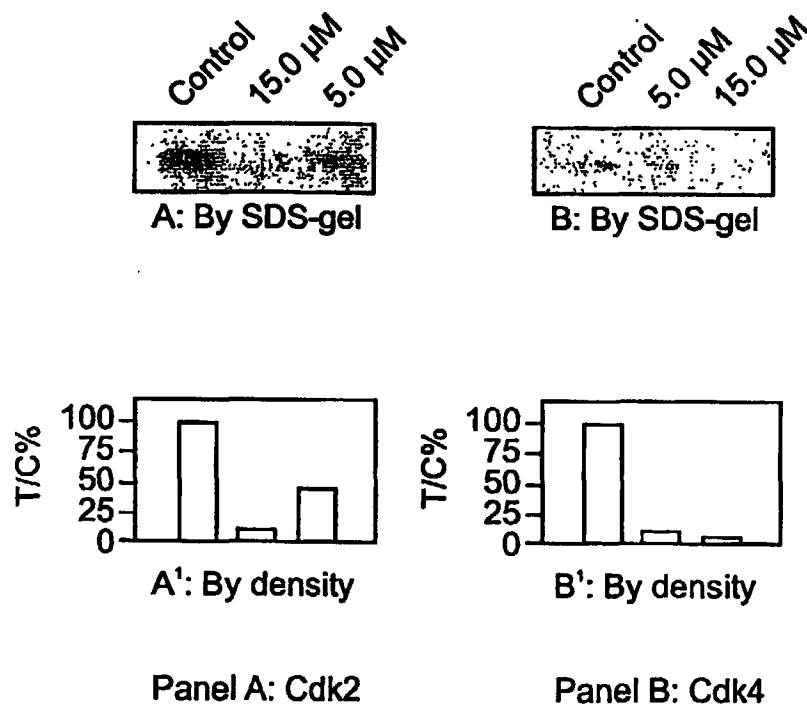 Control 15.0 µM 5.0 µM
Control 5.0 µM 15.0 µM
A: By SDS-gel
B: By SDS-gel
T/C%
100
75
50
25
0
A¹: By density
T/C%
100
75
50
25
0
B¹: By density
Panel A: Cdk2
Panel B: Cdk4